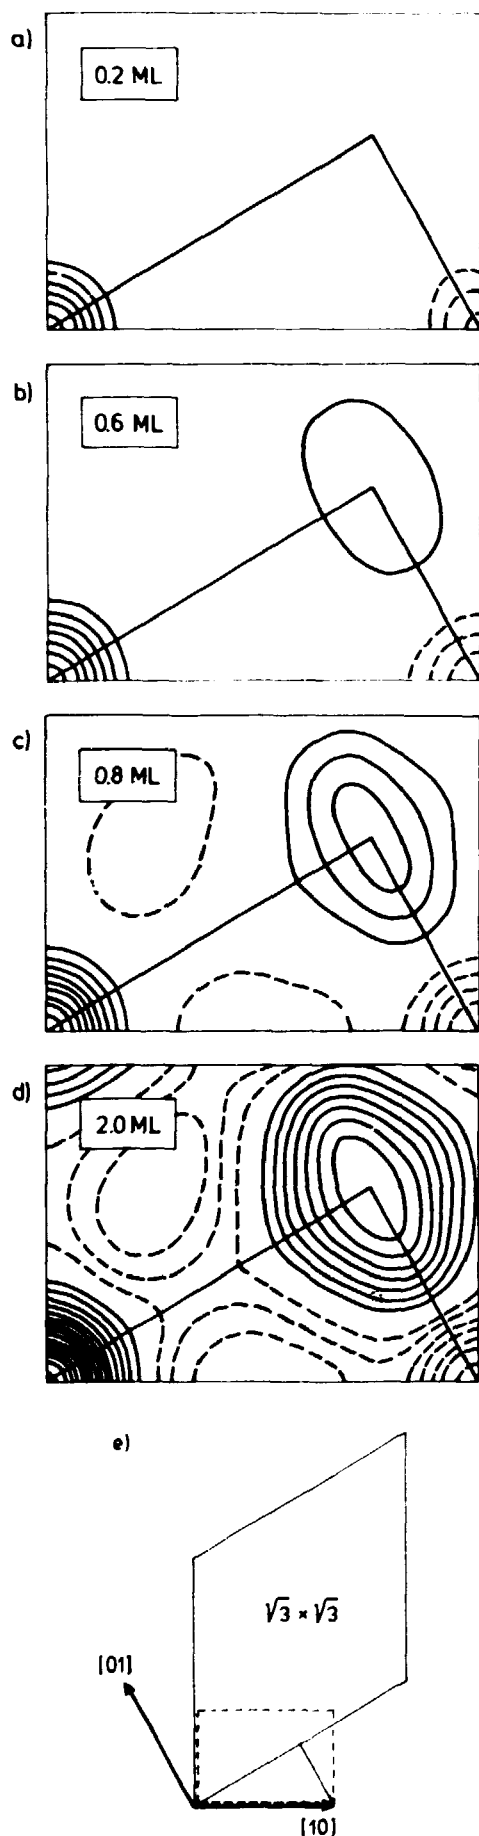 a)
0.2 ML
b)
0.6 ML
c)
0.8 ML
d)
2.0 ML
e)
√3 × √3
[01]
[10]